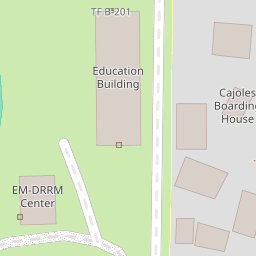 TF B-201
Education
Building
Cajoles
Boarding
House
EM-DRRM
Center